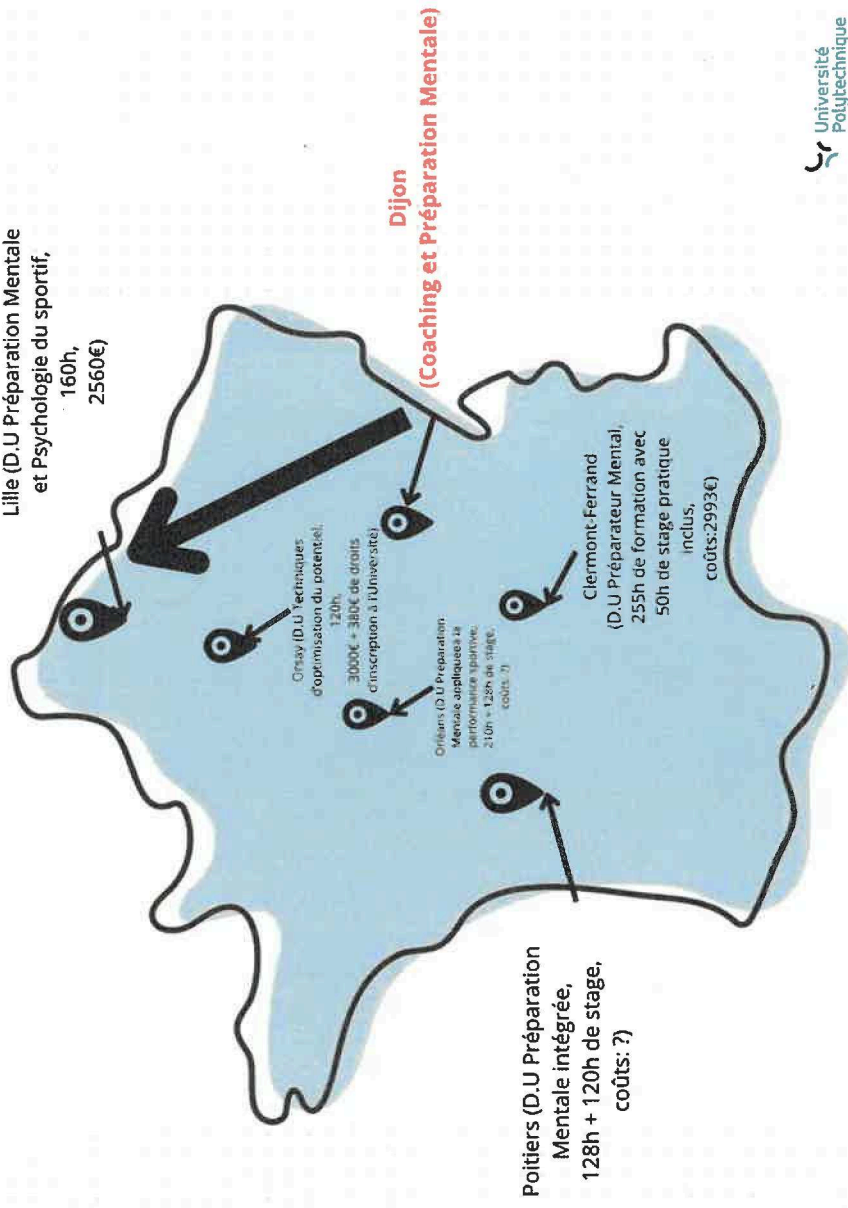 Lille (D.U Préparation Mentale
et Psychologie du sportif,
160h,
2560€)
Orsay (D.U Techniques
d'optimisation du potentiel,
120h,
3000€ + 380€ de droits
d'inscription à l'Université)
Dijon
(Coaching et Préparation Mentale)
Orléans (D.U Préparation
Mentale appliquée à la
performance sportive,
210h + 128h de stage,
coûts: ?)
Poitiers (D.U Préparation
Mentale intégrée,
128h + 120h de stage,
coûts: ?)
Clermont-Ferrand
(D.U Préparateur Mental,
255h de formation avec
50h de stage pratique
inclus,
coûts:2993€)
Université
Polytechnique